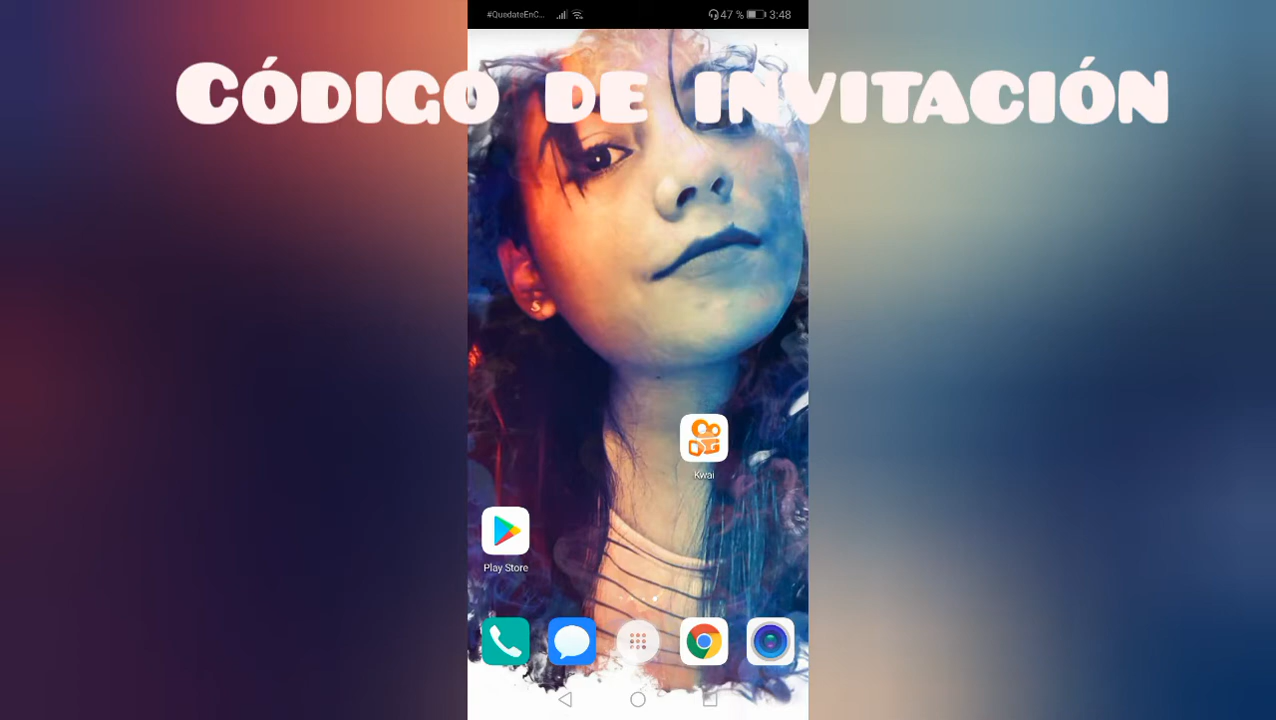 #QuedateEnC...
47 % 3:48
Código de invitación
Kwai
Play Store